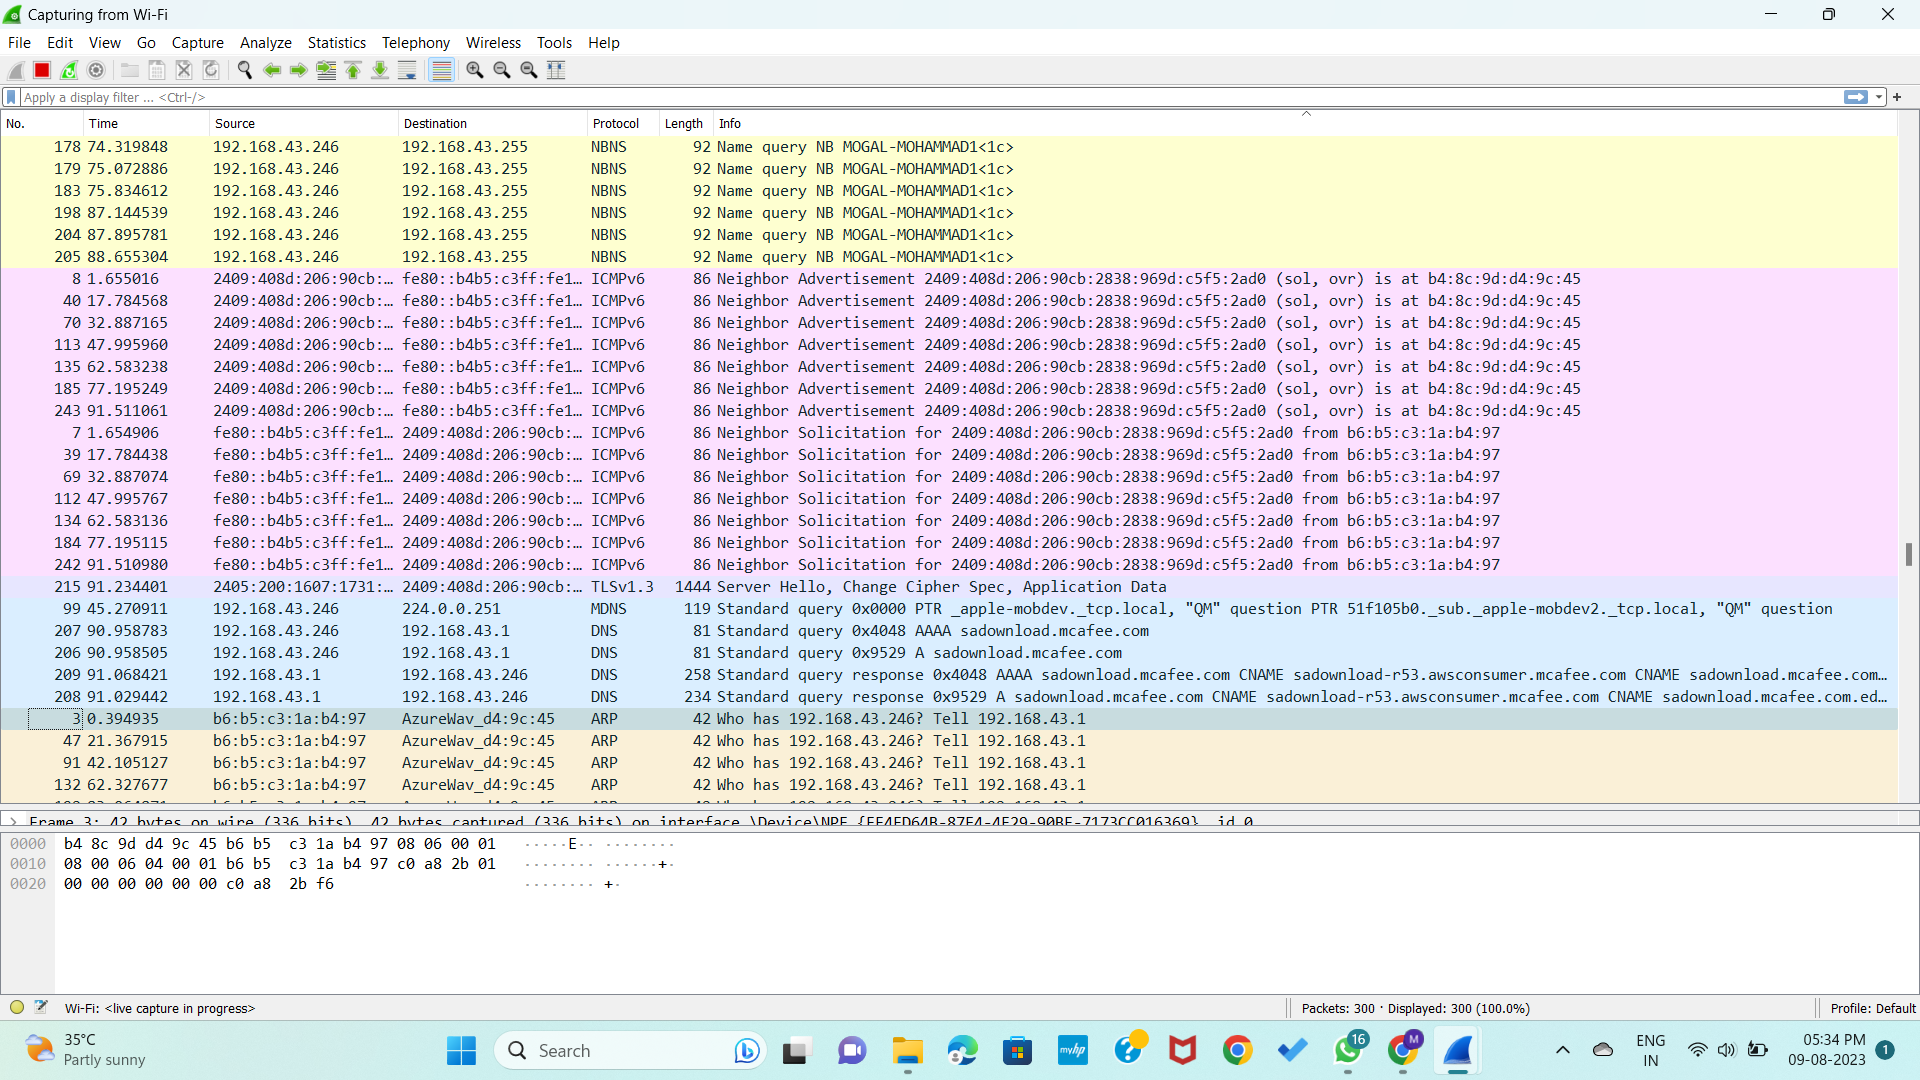 Capturing from Wi-Fi
File Edit View Go Capture Analyze Statistics Telephony Wireless Tools Help
Apply a display filter ... <Ctrl-/>
No. Time Source Destination Protocol Length Info
178 74.319848 192.168.43.246 192.168.43.255 NBNS 92 Name query NB MOGAL-MOHAMMAD1<1c>
179 75.072886 192.168.43.246 192.168.43.255 NBNS 92 Name query NB MOGAL-MOHAMMAD1<1c>
183 75.834612 192.168.43.246 192.168.43.255 NBNS 92 Name query NB MOGAL-MOHAMMAD1<1c>
198 87.144539 192.168.43.246 192.168.43.255 NBNS 92 Name query NB MOGAL-MOHAMMAD1<1c>
204 87.895781 192.168.43.246 192.168.43.255 NBNS 92 Name query NB MOGAL-MOHAMMAD1<1c>
205 88.655304 192.168.43.246 192.168.43.255 NBNS 92 Name query NB MOGAL-MOHAMMAD1<1c>
8 1.655016 2409:408d:206:90cb:… fe80::b4b5:c3ff:fe1… ICMPv6 86 Neighbor Advertisement 2409:408d:206:90cb:2838:969d:c5f5:2ad0 (sol, ovr) is at b4:8c:9d:d4:9c:45
40 17.784568 2409:408d:206:90cb:… fe80::b4b5:c3ff:fe1… ICMPv6 86 Neighbor Advertisement 2409:408d:206:90cb:2838:969d:c5f5:2ad0 (sol, ovr) is at b4:8c:9d:d4:9c:45
70 32.887165 2409:408d:206:90cb:… fe80::b4b5:c3ff:fe1… ICMPv6 86 Neighbor Advertisement 2409:408d:206:90cb:2838:969d:c5f5:2ad0 (sol, ovr) is at b4:8c:9d:d4:9c:45
113 47.995960 2409:408d:206:90cb:… fe80::b4b5:c3ff:fe1… ICMPv6 86 Neighbor Advertisement 2409:408d:206:90cb:2838:969d:c5f5:2ad0 (sol, ovr) is at b4:8c:9d:d4:9c:45
135 62.583238 2409:408d:206:90cb:… fe80::b4b5:c3ff:fe1… ICMPv6 86 Neighbor Advertisement 2409:408d:206:90cb:2838:969d:c5f5:2ad0 (sol, ovr) is at b4:8c:9d:d4:9c:45
185 77.195249 2409:408d:206:90cb:… fe80::b4b5:c3ff:fe1… ICMPv6 86 Neighbor Advertisement 2409:408d:206:90cb:2838:969d:c5f5:2ad0 (sol, ovr) is at b4:8c:9d:d4:9c:45
243 91.511061 2409:408d:206:90cb:… fe80::b4b5:c3ff:fe1… ICMPv6 86 Neighbor Advertisement 2409:408d:206:90cb:2838:969d:c5f5:2ad0 (sol, ovr) is at b4:8c:9d:d4:9c:45
7 1.654906 fe80::b4b5:c3ff:fe1… 2409:408d:206:90cb:… ICMPv6 86 Neighbor Solicitation for 2409:408d:206:90cb:2838:969d:c5f5:2ad0 from b6:b5:c3:1a:b4:97
39 17.784438 fe80::b4b5:c3ff:fe1… 2409:408d:206:90cb:… ICMPv6 86 Neighbor Solicitation for 2409:408d:206:90cb:2838:969d:c5f5:2ad0 from b6:b5:c3:1a:b4:97
69 32.887074 fe80::b4b5:c3ff:fe1… 2409:408d:206:90cb:… ICMPv6 86 Neighbor Solicitation for 2409:408d:206:90cb:2838:969d:c5f5:2ad0 from b6:b5:c3:1a:b4:97
112 47.995767 fe80::b4b5:c3ff:fe1… 2409:408d:206:90cb:… ICMPv6 86 Neighbor Solicitation for 2409:408d:206:90cb:2838:969d:c5f5:2ad0 from b6:b5:c3:1a:b4:97
134 62.583136 fe80::b4b5:c3ff:fe1… 2409:408d:206:90cb:… ICMPv6 86 Neighbor Solicitation for 2409:408d:206:90cb:2838:969d:c5f5:2ad0 from b6:b5:c3:1a:b4:97
184 77.195115 fe80::b4b5:c3ff:fe1… 2409:408d:206:90cb:… ICMPv6 86 Neighbor Solicitation for 2409:408d:206:90cb:2838:969d:c5f5:2ad0 from b6:b5:c3:1a:b4:97
242 91.510980 fe80::b4b5:c3ff:fe1… 2409:408d:206:90cb:… ICMPv6 86 Neighbor Solicitation for 2409:408d:206:90cb:2838:969d:c5f5:2ad0 from b6:b5:c3:1a:b4:97
215 91.234401 2405:200:1607:1731:… 2409:408d:206:90cb:… TLSv1.3 1444 Server Hello, Change Cipher Spec, Application Data
99 45.270911 192.168.43.246 224.0.0.251 MDNS 119 Standard query 0x0000 PTR _apple-mobdev._tcp.local, "QM" question PTR 51f105b0._sub._apple-mobdev2._tcp.local, "QM" question
207 90.958783 192.168.43.246 192.168.43.1 DNS 81 Standard query 0x4048 AAAA sadownload.mcafee.com
206 90.958505 192.168.43.246 192.168.43.1 DNS 81 Standard query 0x9529 A sadownload.mcafee.com
209 91.068421 192.168.43.1 192.168.43.246 DNS 258 Standard query response 0x4048 AAAA sadownload.mcafee.com CNAME sadownload-r53.awsconsumer.mcafee.com CNAME sadownload.mcafee.com…
208 91.029442 192.168.43.1 192.168.43.246 DNS 234 Standard query response 0x9529 A sadownload.mcafee.com CNAME sadownload-r53.awsconsumer.mcafee.com CNAME sadownload.mcafee.com.ed…
3 0.394935 b6:b5:c3:1a:b4:97 AzureWav_d4:9c:45 ARP 42 Who has 192.168.43.246? Tell 192.168.43.1
47 21.367915 b6:b5:c3:1a:b4:97 AzureWav_d4:9c:45 ARP 42 Who has 192.168.43.246? Tell 192.168.43.1
91 42.105127 b6:b5:c3:1a:b4:97 AzureWav_d4:9c:45 ARP 42 Who has 192.168.43.246? Tell 192.168.43.1
132 62.327677 b6:b5:c3:1a:b4:97 AzureWav_d4:9c:45 ARP 42 Who has 192.168.43.246? Tell 192.168.43.1
Frame 3: 42 bytes on wire (336 bits), 42 bytes captured (336 bits) on interface
0000 b4 8c 9d d4 9c 45 b6 b5 c3 1a b4 97 08 06 00 01 ·····E·· ········
0010 08 00 06 04 00 01 b6 b5 c3 1a b4 97 c0 a8 2b 01 ········ ······+·
0020 00 00 00 00 00 00 c0 a8 2b f6 ········ +·
Wi-Fi: <live capture in progress> Packets: 300 · Displayed: 300 (100.0%) Profile: Default
35°C
Partly sunny
Search
myhp
16
M
ENG
IN
05:34 PM
09-08-2023
1